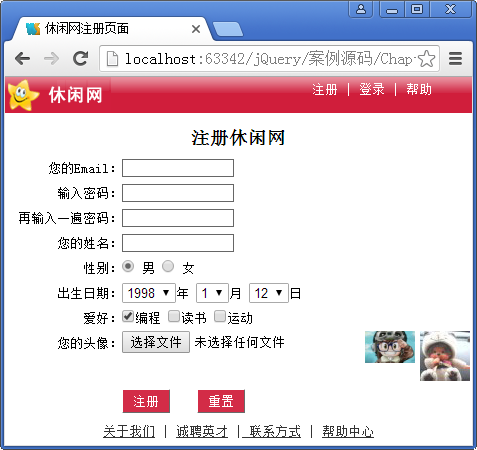 休闲网注册页面
localhost:63342/jQuery/案例源码/Chap
休闲网 注册 | 登录 | 帮助
注册休闲网
您的Email：
输入密码：
再输入一遍密码：
您的姓名：
性别： 男 女
出生日期： 1998 年 1 月 12 日
爱好： 编程 读书 运动
您的头像： 选择文件 未选择任何文件
注册 重置
关于我们 | 诚聘英才 | 联系方式 | 帮助中心